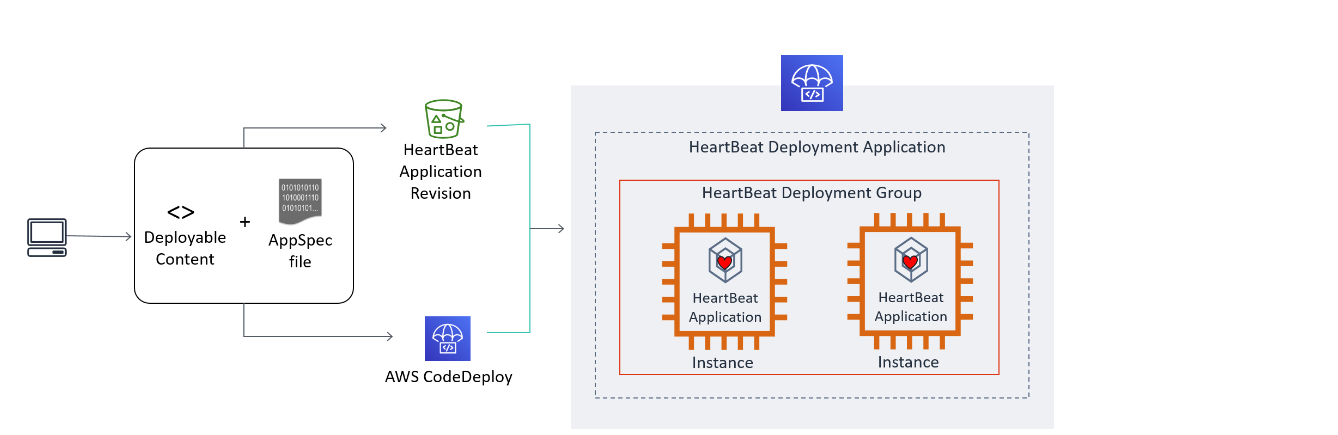 <>
+
Deployable
Content
0101010110
1010001110
01010101...
AppSpec
file
HeartBeat
Application
Revision
</>
AWS CodeDeploy
</>
HeartBeat Deployment Application
HeartBeat Deployment Group
HeartBeat
Application
Instance
HeartBeat
Application
Instance